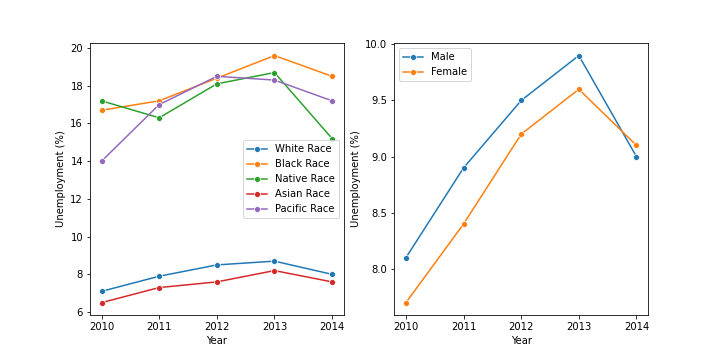 20
18
16
14
12
10
8
6
Unemployment (%)
White Race
Black Race
Native Race
Asian Race
Pacific Race
2010 2011 2012 2013 2014
Year
10.0
9.5
9.0
8.5
8.0
Unemployment (%)
Male
Female
2010 2011 2012 2013 2014
Year